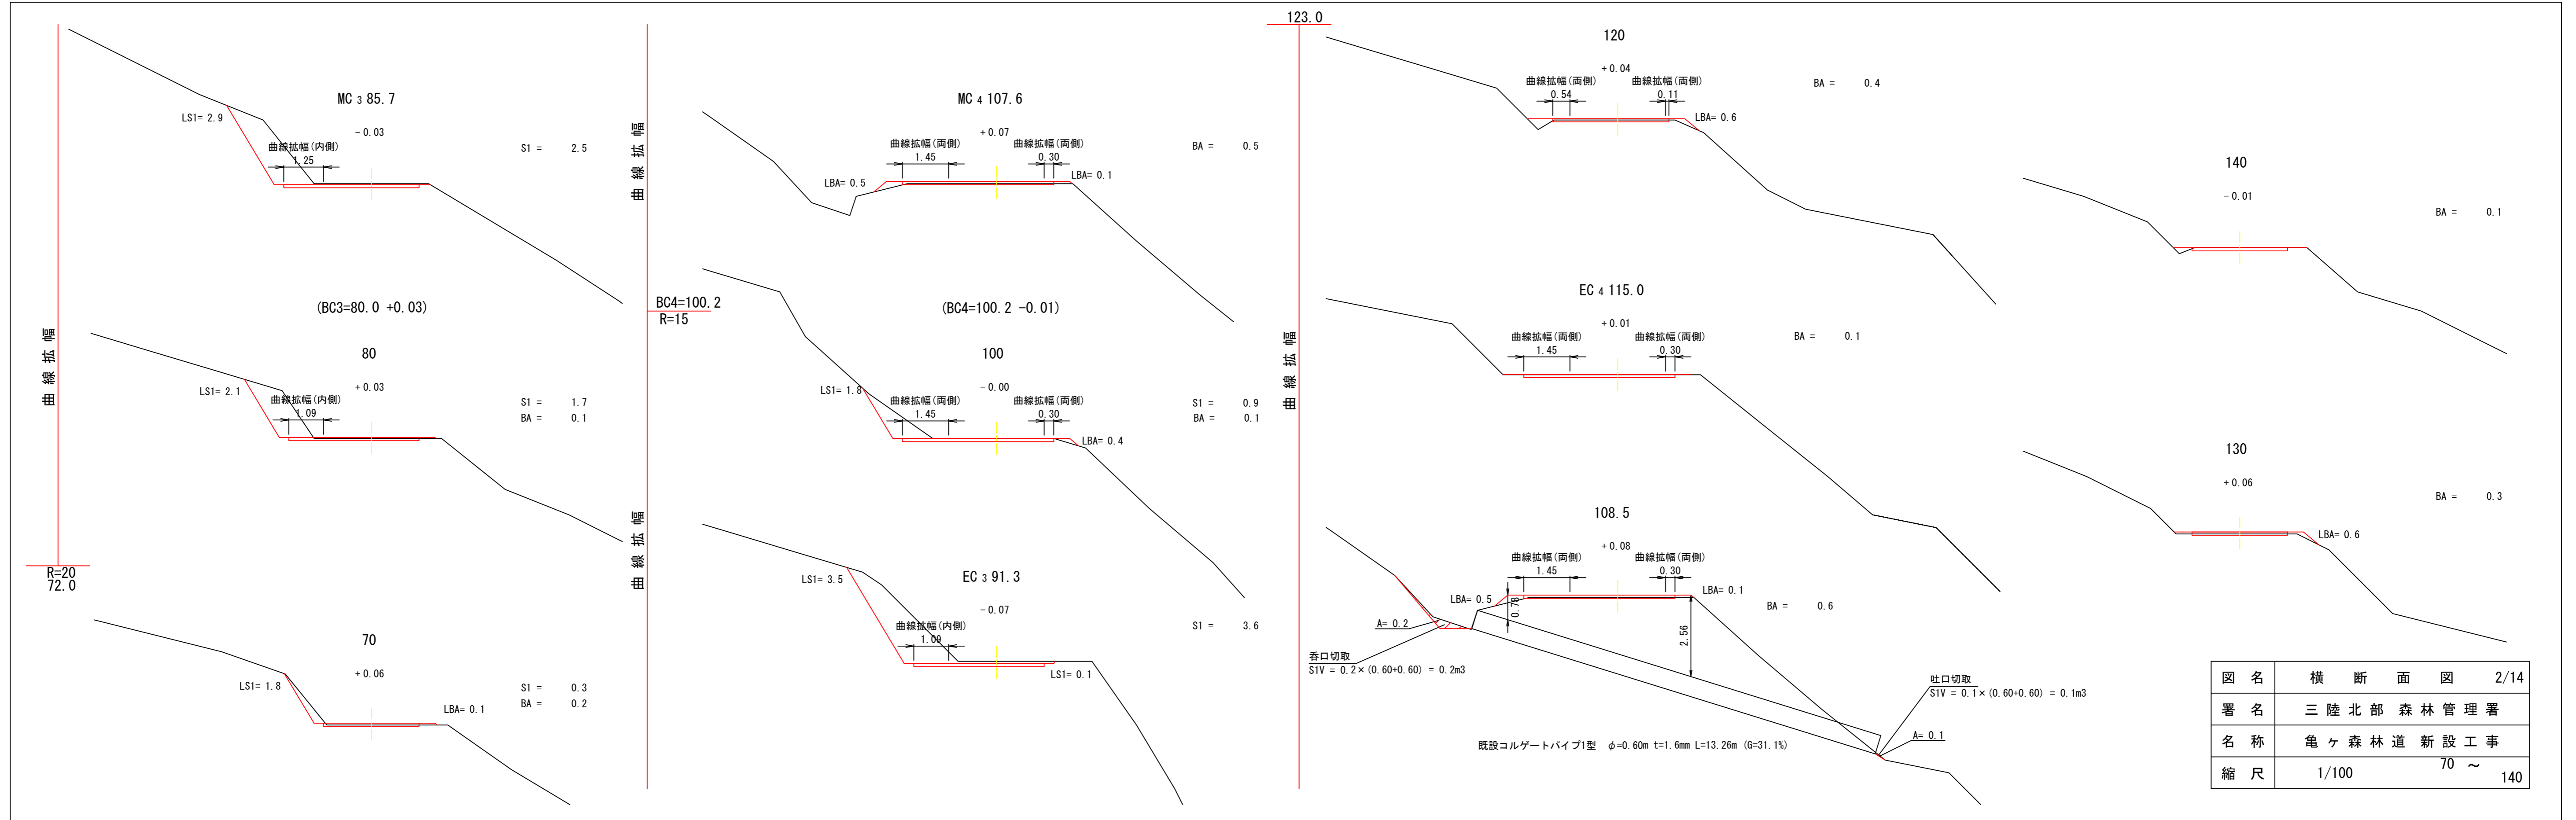 曲線拡幅
R=20
72.0
MC 3 85.7
-0.03
LS1= 2.9
曲線拡幅(内側)
1.25
S1 = 2.5
(BC3=80.0 +0.03)
80
+0.03
LS1= 2.1
曲線拡幅(内側)
1.09
S1 = 1.7
BA = 0.1
70
+0.06
LS1= 1.8
LBA= 0.1
S1 = 0.3
BA = 0.2
曲線拡幅
BC4=100.2
R=15
曲線拡幅
MC 4 107.6
+0.07
曲線拡幅(両側)
1.45
曲線拡幅(両側)
0.30
LBA= 0.5
LBA= 0.1
BA = 0.5
(BC4=100.2 -0.01)
100
-0.00
LS1= 1.8
曲線拡幅(両側)
1.45
曲線拡幅(両側)
0.30
LBA= 0.4
S1 = 0.9
BA = 0.1
EC 3 91.3
-0.07
LS1= 3.5
曲線拡幅(内側)
1.09
LS1= 0.1
S1 = 3.6
123.0
曲線拡幅
120
+0.04
曲線拡幅(両側)
0.54
曲線拡幅(両側)
0.11
LBA= 0.6
BA = 0.4
EC 4 115.0
+0.01
曲線拡幅(両側)
1.45
曲線拡幅(両側)
0.30
BA = 0.1
108.5
+0.08
曲線拡幅(両側)
1.45
曲線拡幅(両側)
0.30
LBA= 0.5
0.78
LBA= 0.1
BA = 0.6
2.56
A= 0.2
呑口切取
S1V = 0.2×(0.60+0.60) = 0.2m3
吐口切取
S1V = 0.1×(0.60+0.60) = 0.1m3
A= 0.1
既設コルゲートパイプ1型 φ=0.60m t=1.6mm L=13.26m (G=31.1%)
140
-0.01
BA = 0.1
130
+0.06
LBA= 0.6
BA = 0.3
図名 横断面図 2/14
署名 三陸北部 森林管理署
名称 亀ヶ森林道 新設工事
縮尺 1/100 70 ～ 140